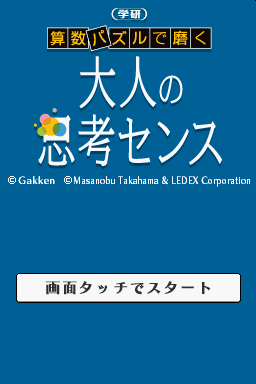 (学研)
算数パズルで磨く
大人の
思考センス
© Gakken © Masanobu Takahama & LEDEX Corporation
画面タッチでスタート